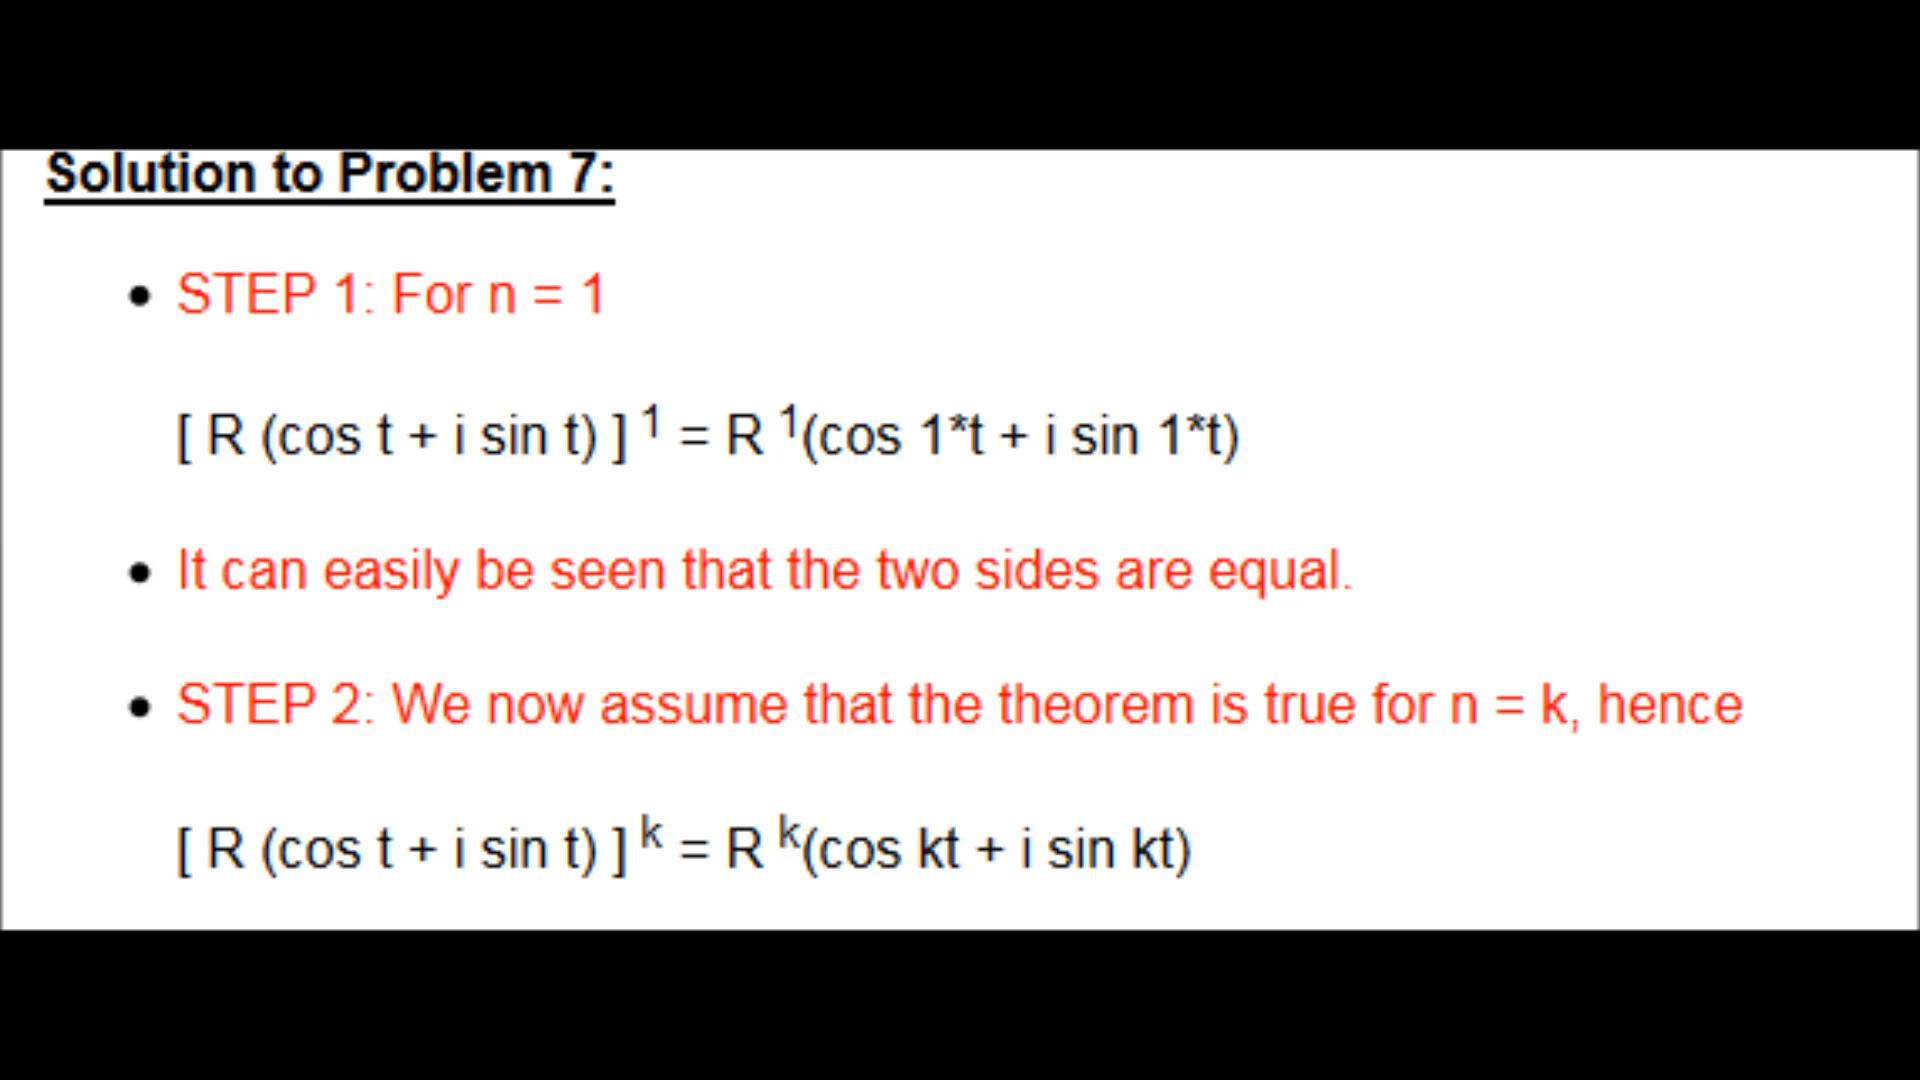 Solution to Problem 7:
• STEP 1: For n = 1
[ R (cos t + i sin t) ] ¹ = R ¹(cos 1*t + i sin 1*t)
• It can easily be seen that the two sides are equal.
• STEP 2: We now assume that the theorem is true for n = k, hence
[ R (cos t + i sin t) ] ᵏ = R ᵏ(cos kt + i sin kt)